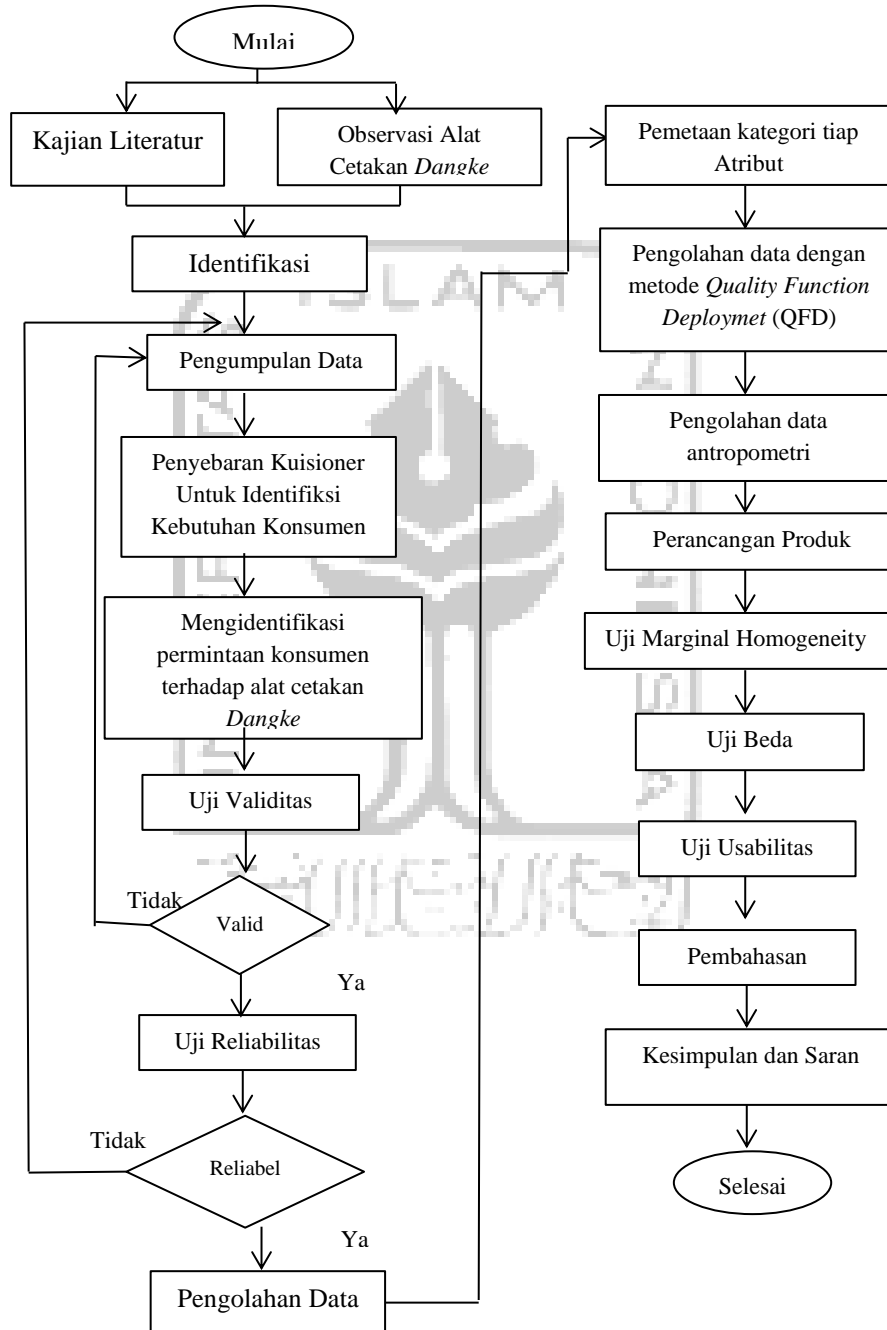 Mulai
Kajian Literatur
Observasi Alat
Cetakan Dangke
Identifikasi
Pengumpulan Data
Penyebaran Kuisioner
Untuk Identifiksi
Kebutuhan Konsumen
Mengidentifikasi
permintaan konsumen
terhadap alat cetakan
Dangke
Uji Validitas
Tidak
Valid
Ya
Uji Reliabilitas
Tidak
Reliabel
Ya
Pengolahan Data
Pemetaan kategori tiap
Atribut
Pengolahan data dengan
metode Quality Function
Deploymet (QFD)
Pengolahan data
antropometri
Perancangan Produk
Uji Marginal Homogeneity
Uji Beda
Uji Usabilitas
Pembahasan
Kesimpulan dan Saran
Selesai
ISLAM